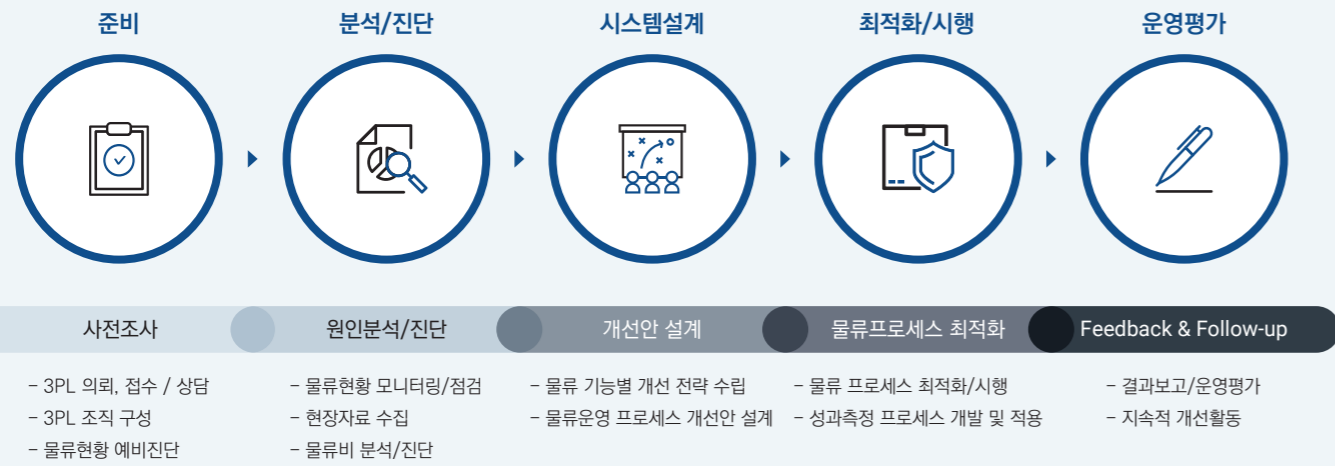 준비
분석/진단
시스템설계
최적화/시행
운영평가
사전조사
원인분석/진단
개선안 설계
물류프로세스 최적화
Feedback & Follow-up
- 3PL 의뢰, 접수 / 상담
- 3PL 조직 구성
- 물류현황 예비진단
- 물류현황 모니터링/점검
- 현장자료 수집
- 물류비 분석/진단
- 물류 기능별 개선 전략 수립
- 물류운영 프로세스 개선안 설계
- 물류 프로세스 최적화/시행
- 성과측정 프로세스 개발 및 적용
- 결과보고/운영평가
- 지속적 개선활동